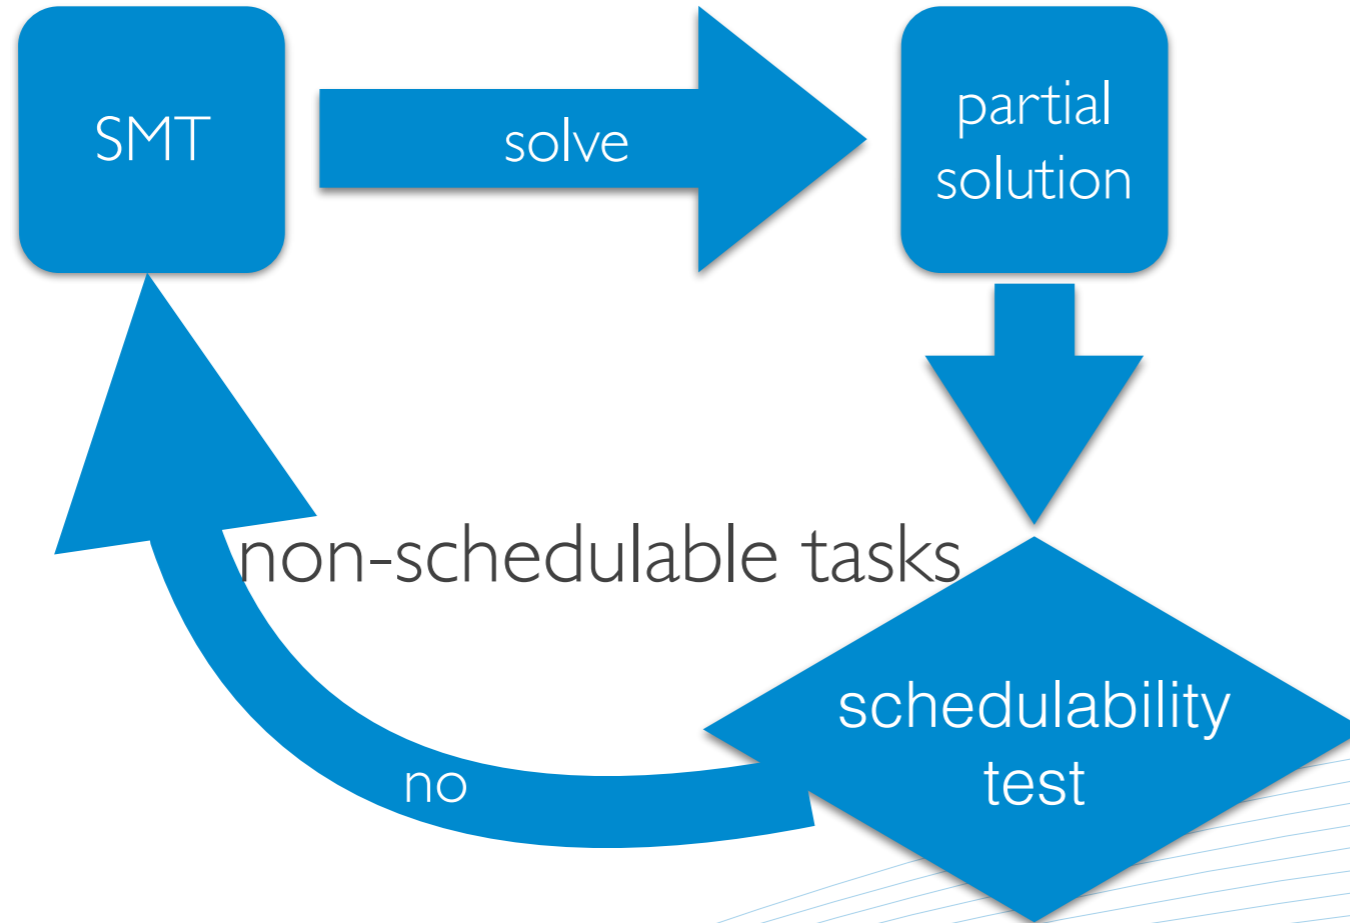 SMT
solve
partial
solution
non-schedulable tasks
schedulability
test
no